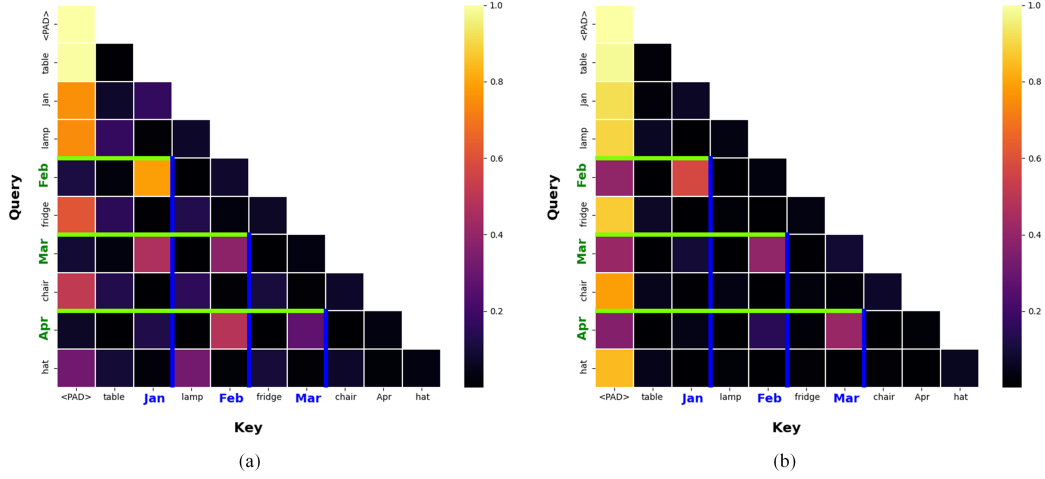 <PAD>
table
Jan
lamp
Feb
fridge
Mar
chair
Apr
hat
Query
<PAD> table Jan lamp Feb fridge Mar chair Apr hat
Key
1.0
0.8
0.6
0.4
0.2
(a)
<PAD>
table
Jan
lamp
Feb
fridge
Mar
chair
Apr
hat
Query
<PAD> table Jan lamp Feb fridge Mar chair Apr hat
Key
1.0
0.8
0.6
0.4
0.2
(b)